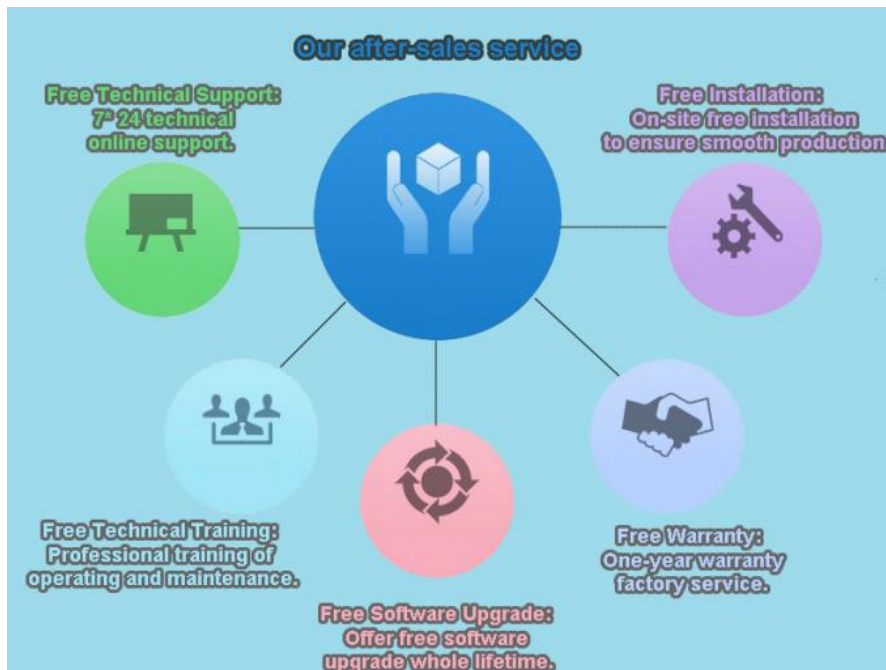 Our after-sales service
Free Technical Support:
7* 24 technical
online support.
Free Installation:
On-site free installation
to ensure smooth production
Free Technical Training:
Professional training of
operating and maintenance.
Free Software Upgrade:
Offer free software
upgrade whole lifetime.
Free Warranty:
One-year warranty
factory service.